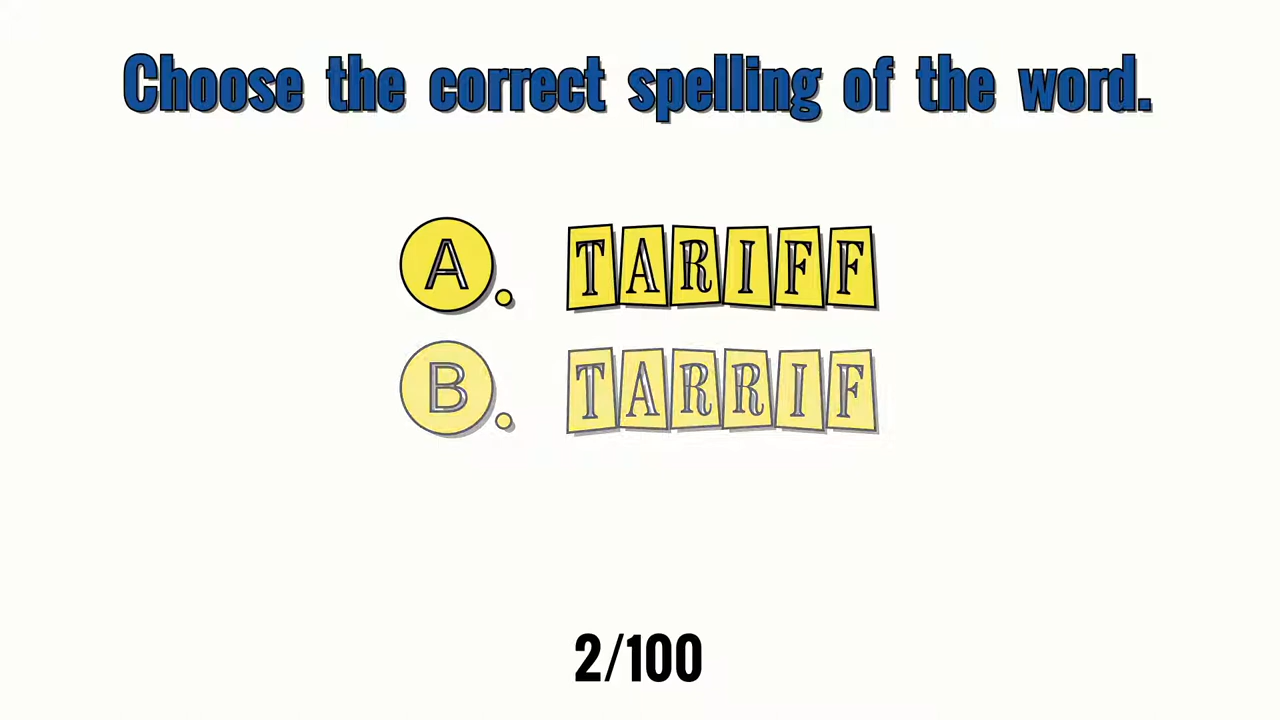 Choose the correct spelling of the word.
A. TARIFF
B. TARRIF
2/100